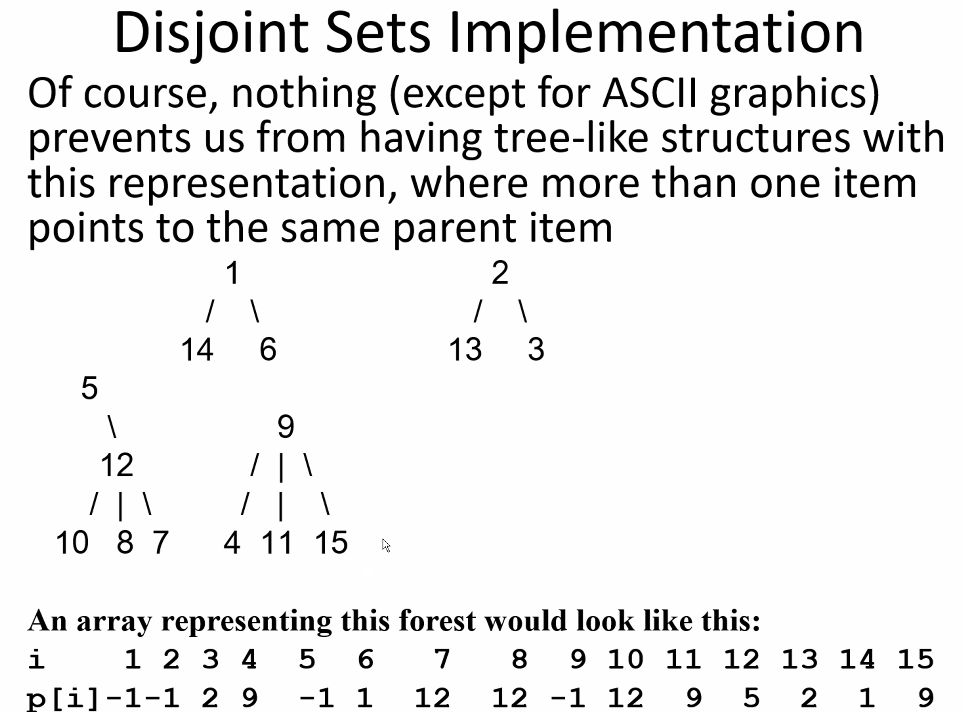 Disjoint Sets Implementation
Of course, nothing (except for ASCII graphics)
prevents us from having tree-like structures with
this representation, where more than one item
points to the same parent item
1 2
/ \ / \
14 6 13 3
5
\ 9
12 / | \
/ | \ / | \
10 8 7 4 11 15
An array representing this forest would look like this:
i 1 2 3 4 5 6 7 8 9 10 11 12 13 14 15
p[i]-1-1 2 9 -1 1 12 12 -1 12 9 5 2 1 9